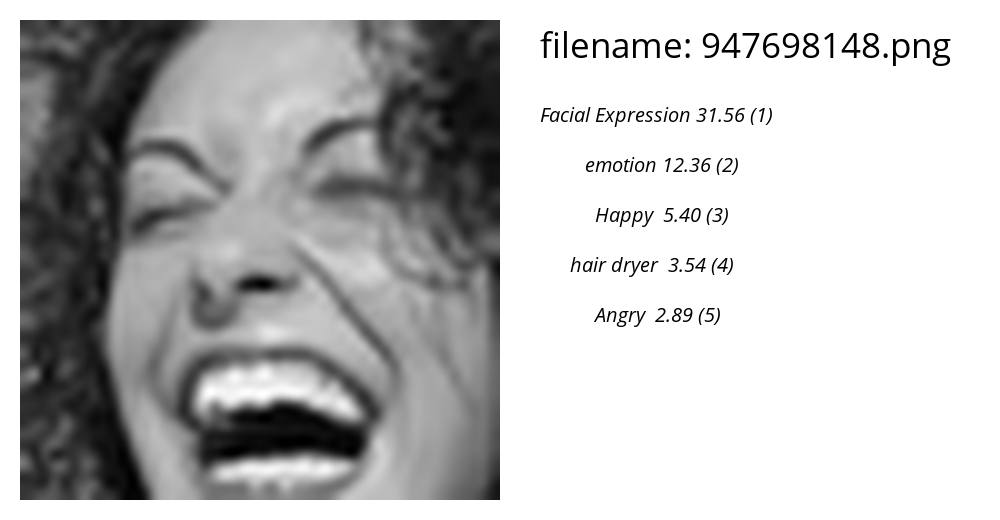 filename: 947698148.png
Facial Expression 31.56 (1)
emotion 12.36 (2)
Happy 5.40 (3)
hair dryer 3.54 (4)
Angry 2.89 (5)